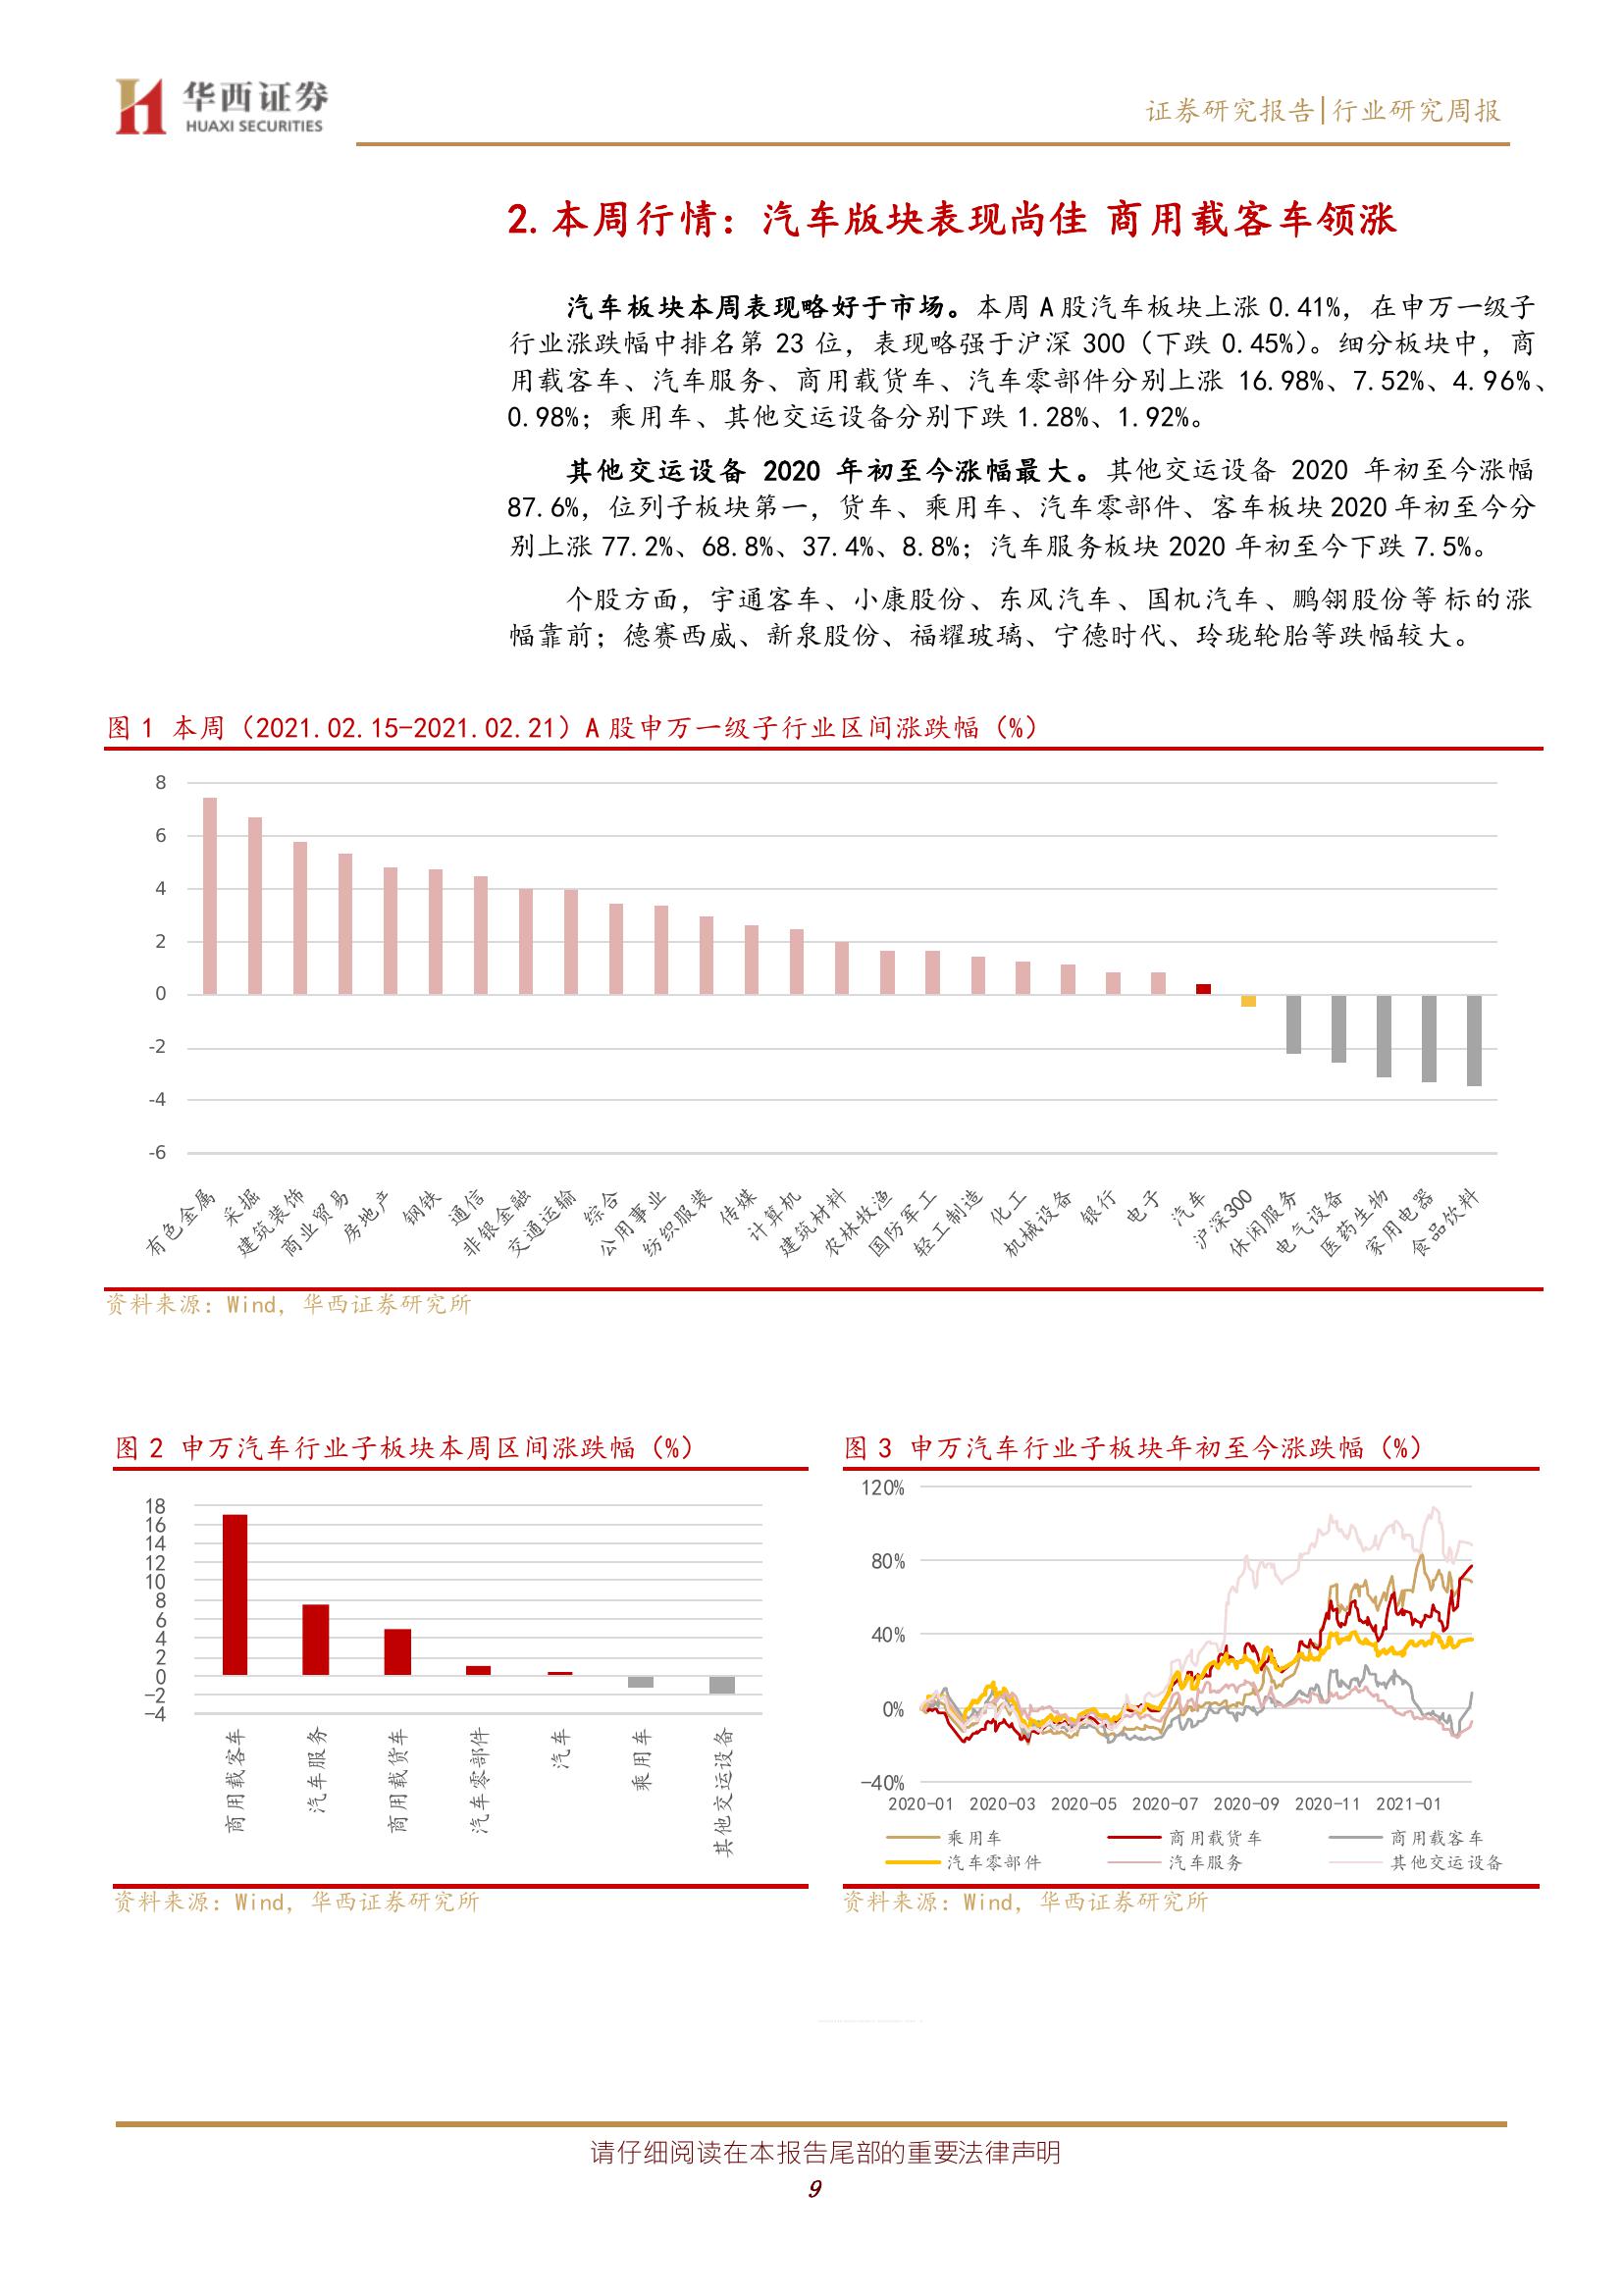 华西证券
HUAXI SECURITIES
证券研究报告|行业研究周报
2. 本周行情：汽车版块表现尚佳 商用载客车领涨
汽车板块本周表现略好于市场。本周 A 股汽车板块上涨 0.41%，在申万一级子
行业涨跌幅中排名第 23 位，表现略强于沪深 300（下跌 0.45%）。细分板块中，商
用载客车、汽车服务、商用载货车、汽车零部件分别上涨 16.98%、7.52%、4.96%、
0.98%；乘用车、其他交运设备分别下跌 1.28%、1.92%。
其他交运设备 2020 年初至今涨幅最大。其他交运设备 2020 年初至今涨幅
87.6%，位列子板块第一，货车、乘用车、汽车零部件、客车板块 2020 年初至今分
别上涨 77.2%、68.8%、37.4%、8.8%；汽车服务板块 2020 年初至今下跌 7.5%。
个股方面，宇通客车、小康股份、东风汽车、国机汽车、鹏翎股份等标的涨
幅靠前；德赛西威、新泉股份、福耀玻璃、宁德时代、玲珑轮胎等跌幅较大。
图 1 本周（2021.02.15-2021.02.21）A 股申万一级子行业区间涨跌幅（%）
8
6
4
2
0
-2
-4
-6
有色金属
采掘
建筑装饰
商业贸易
房地产
钢铁
通信
非银金融
交通运输
综合
公用事业
纺织服装
传媒
计算机
建筑材料
农林牧渔
国防军工
轻工制造
化工
机械设备
银行
电子
汽车
沪深300
休闲服务
电气设备
医药生物
家用电器
食品饮料
资料来源：Wind，华西证券研究所
图 2 申万汽车行业子板块本周区间涨跌幅（%）
18
16
14
12
10
8
6
4
2
0
-2
-4
商用载客车
汽车服务
商用载货车
汽车零部件
汽车
乘用车
其他交运设备
资料来源：Wind，华西证券研究所
图 3 申万汽车行业子板块年初至今涨跌幅（%）
120%
80%
40%
0%
-40%
2020-01 2020-03 2020-05 2020-07 2020-09 2020-11 2021-01
乘用车 商用载货车 商用载客车
汽车零部件 汽车服务 其他交运设备
资料来源：Wind，华西证券研究所
请仔细阅读在本报告尾部的重要法律声明
9